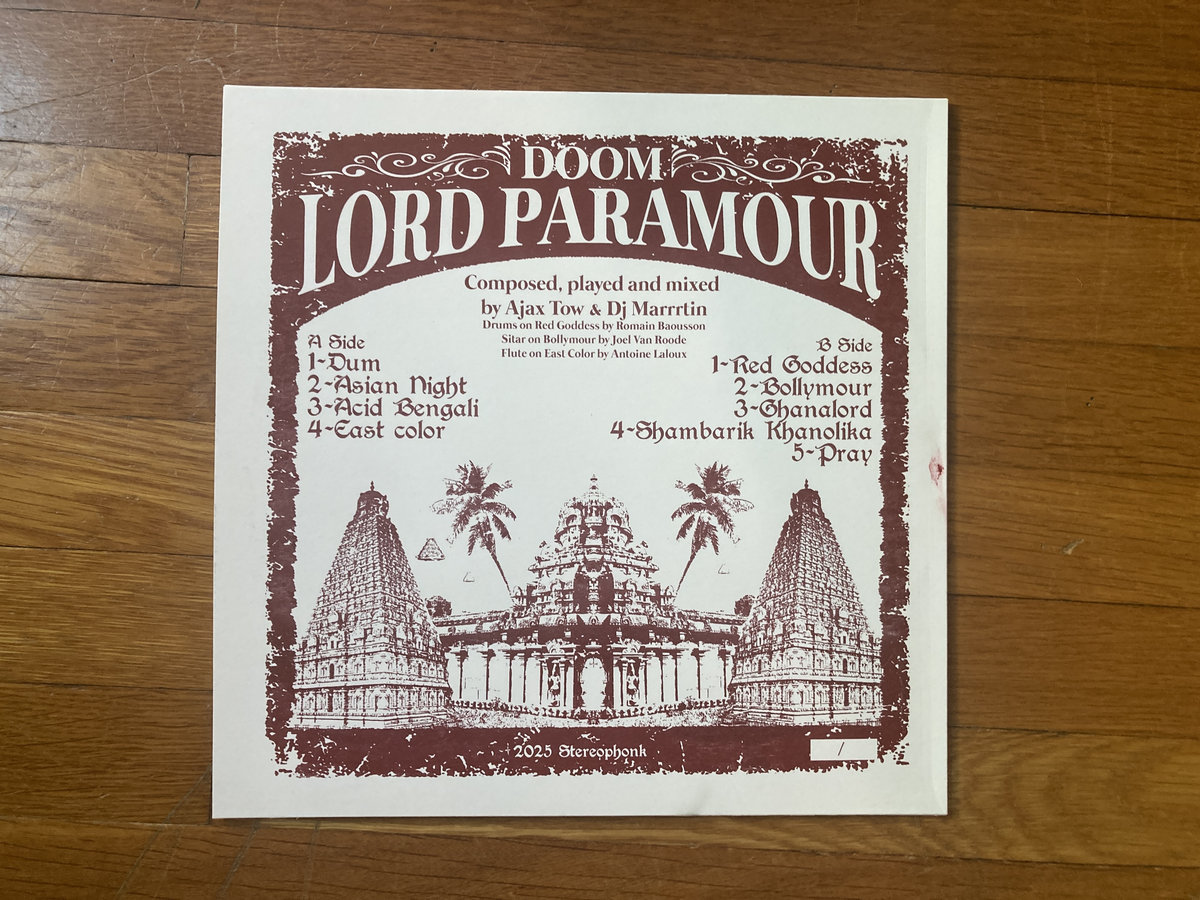 DOOM
LORD PARAMOUR
Composed, played and mixed
by Ajax Tow & Dj Marrrtin
Drums on Red Goddess by Romain Baousson
Sitar on Bollymour by Joel Van Roode
Flute on East Color by Antoine Laloux
A Side
1-Dum
2-Asian Night
3-Acid Bengali
4-East color
B Side
1-Red Goddess
2-Bollymour
3-Ghanalord
4-Shambarik Khanolika
5-Pray
2025 Stereophonk
/